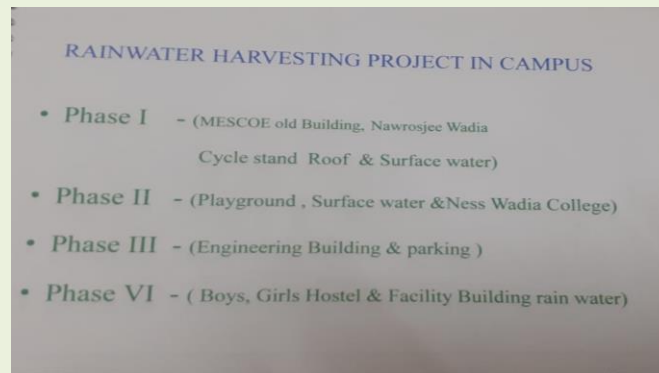 RAINWATER HARVESTING PROJECT IN CAMPUS
• Phase I - (MESCOE old Building, Nawrosjee Wadia
Cycle stand Roof & Surface water)
• Phase II - (Playground , Surface water &Ness Wadia College)
• Phase III - (Engineering Building & parking )
• Phase VI - ( Boys, Girls Hostel & Facility Building rain water)